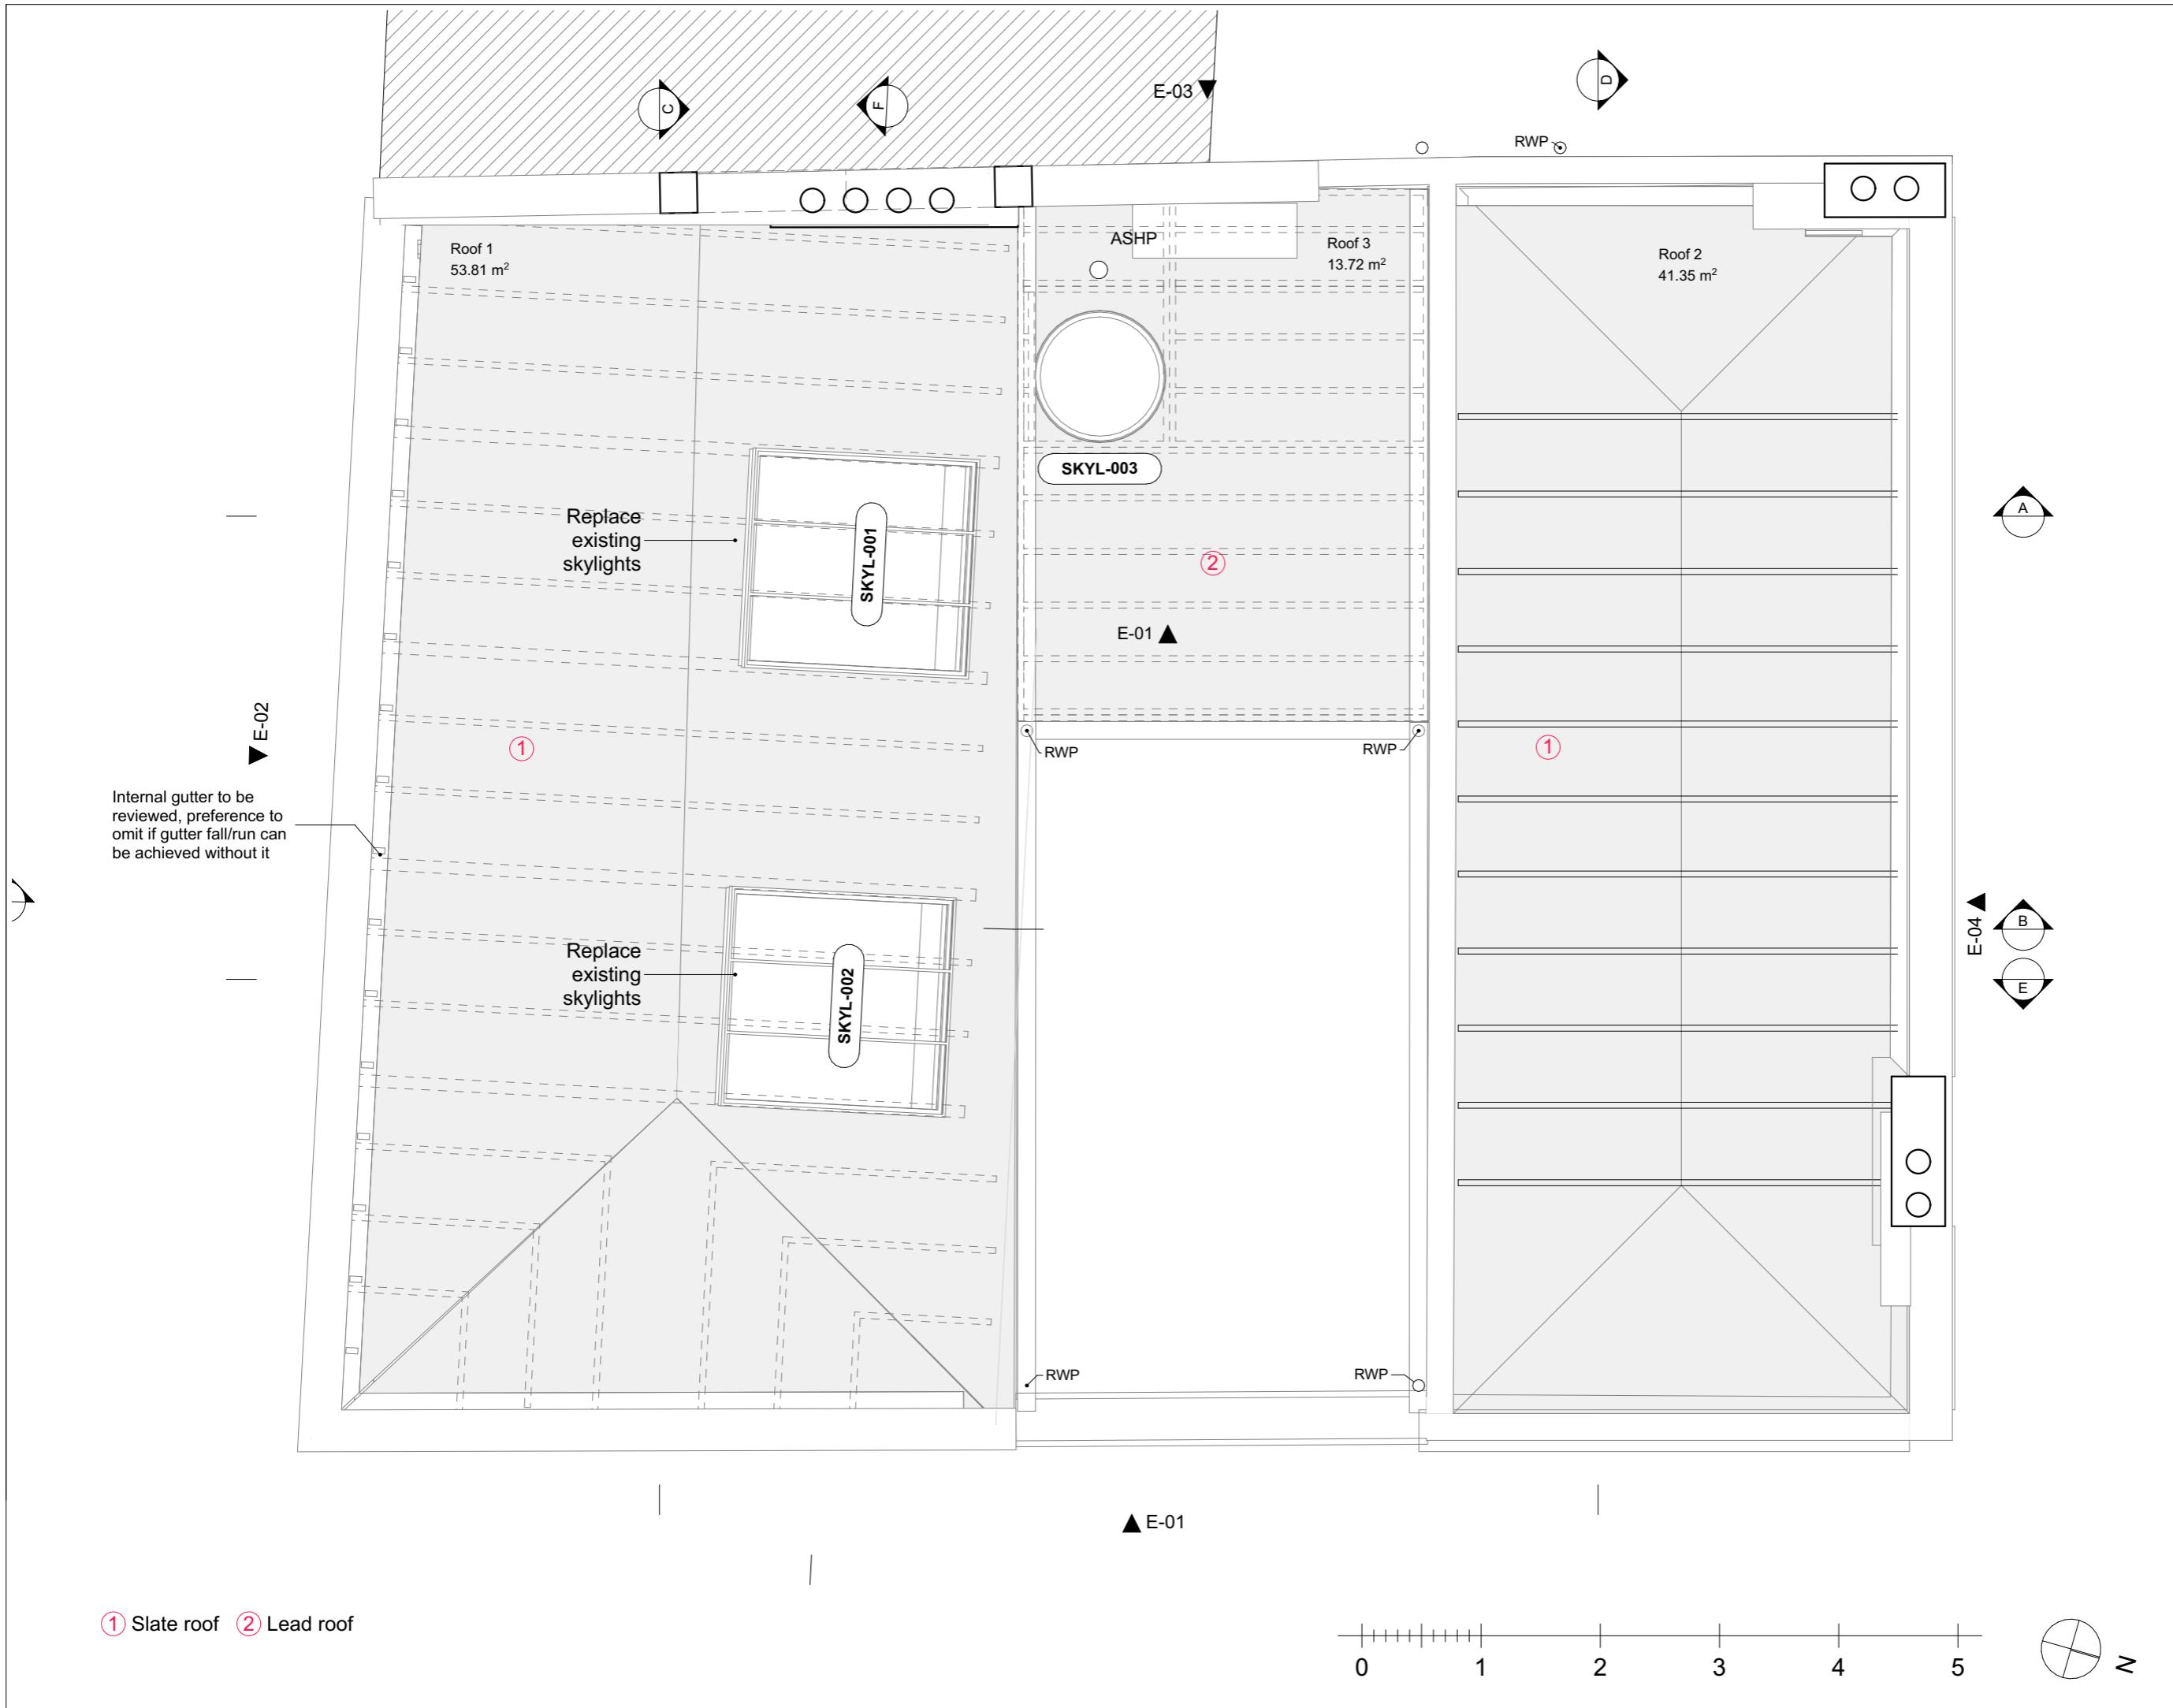 C
F
E-03
D
RWP
Roof 1
53.81 m²
ASHP
Roof 3
13.72 m²
Roof 2
41.35 m²
SKYL-003
Replace
existing
skylights
SKYL-001
A
2
E-01
E-02
1
RWP
RWP
1
Internal gutter to be
reviewed, preference to
omit if gutter fall/run can
be achieved without it
Replace
existing
skylights
SKYL-002
E-04
B
E
RWP
RWP
E-01
1 Slate roof 2 Lead roof
0 1 2 3 4 5
N